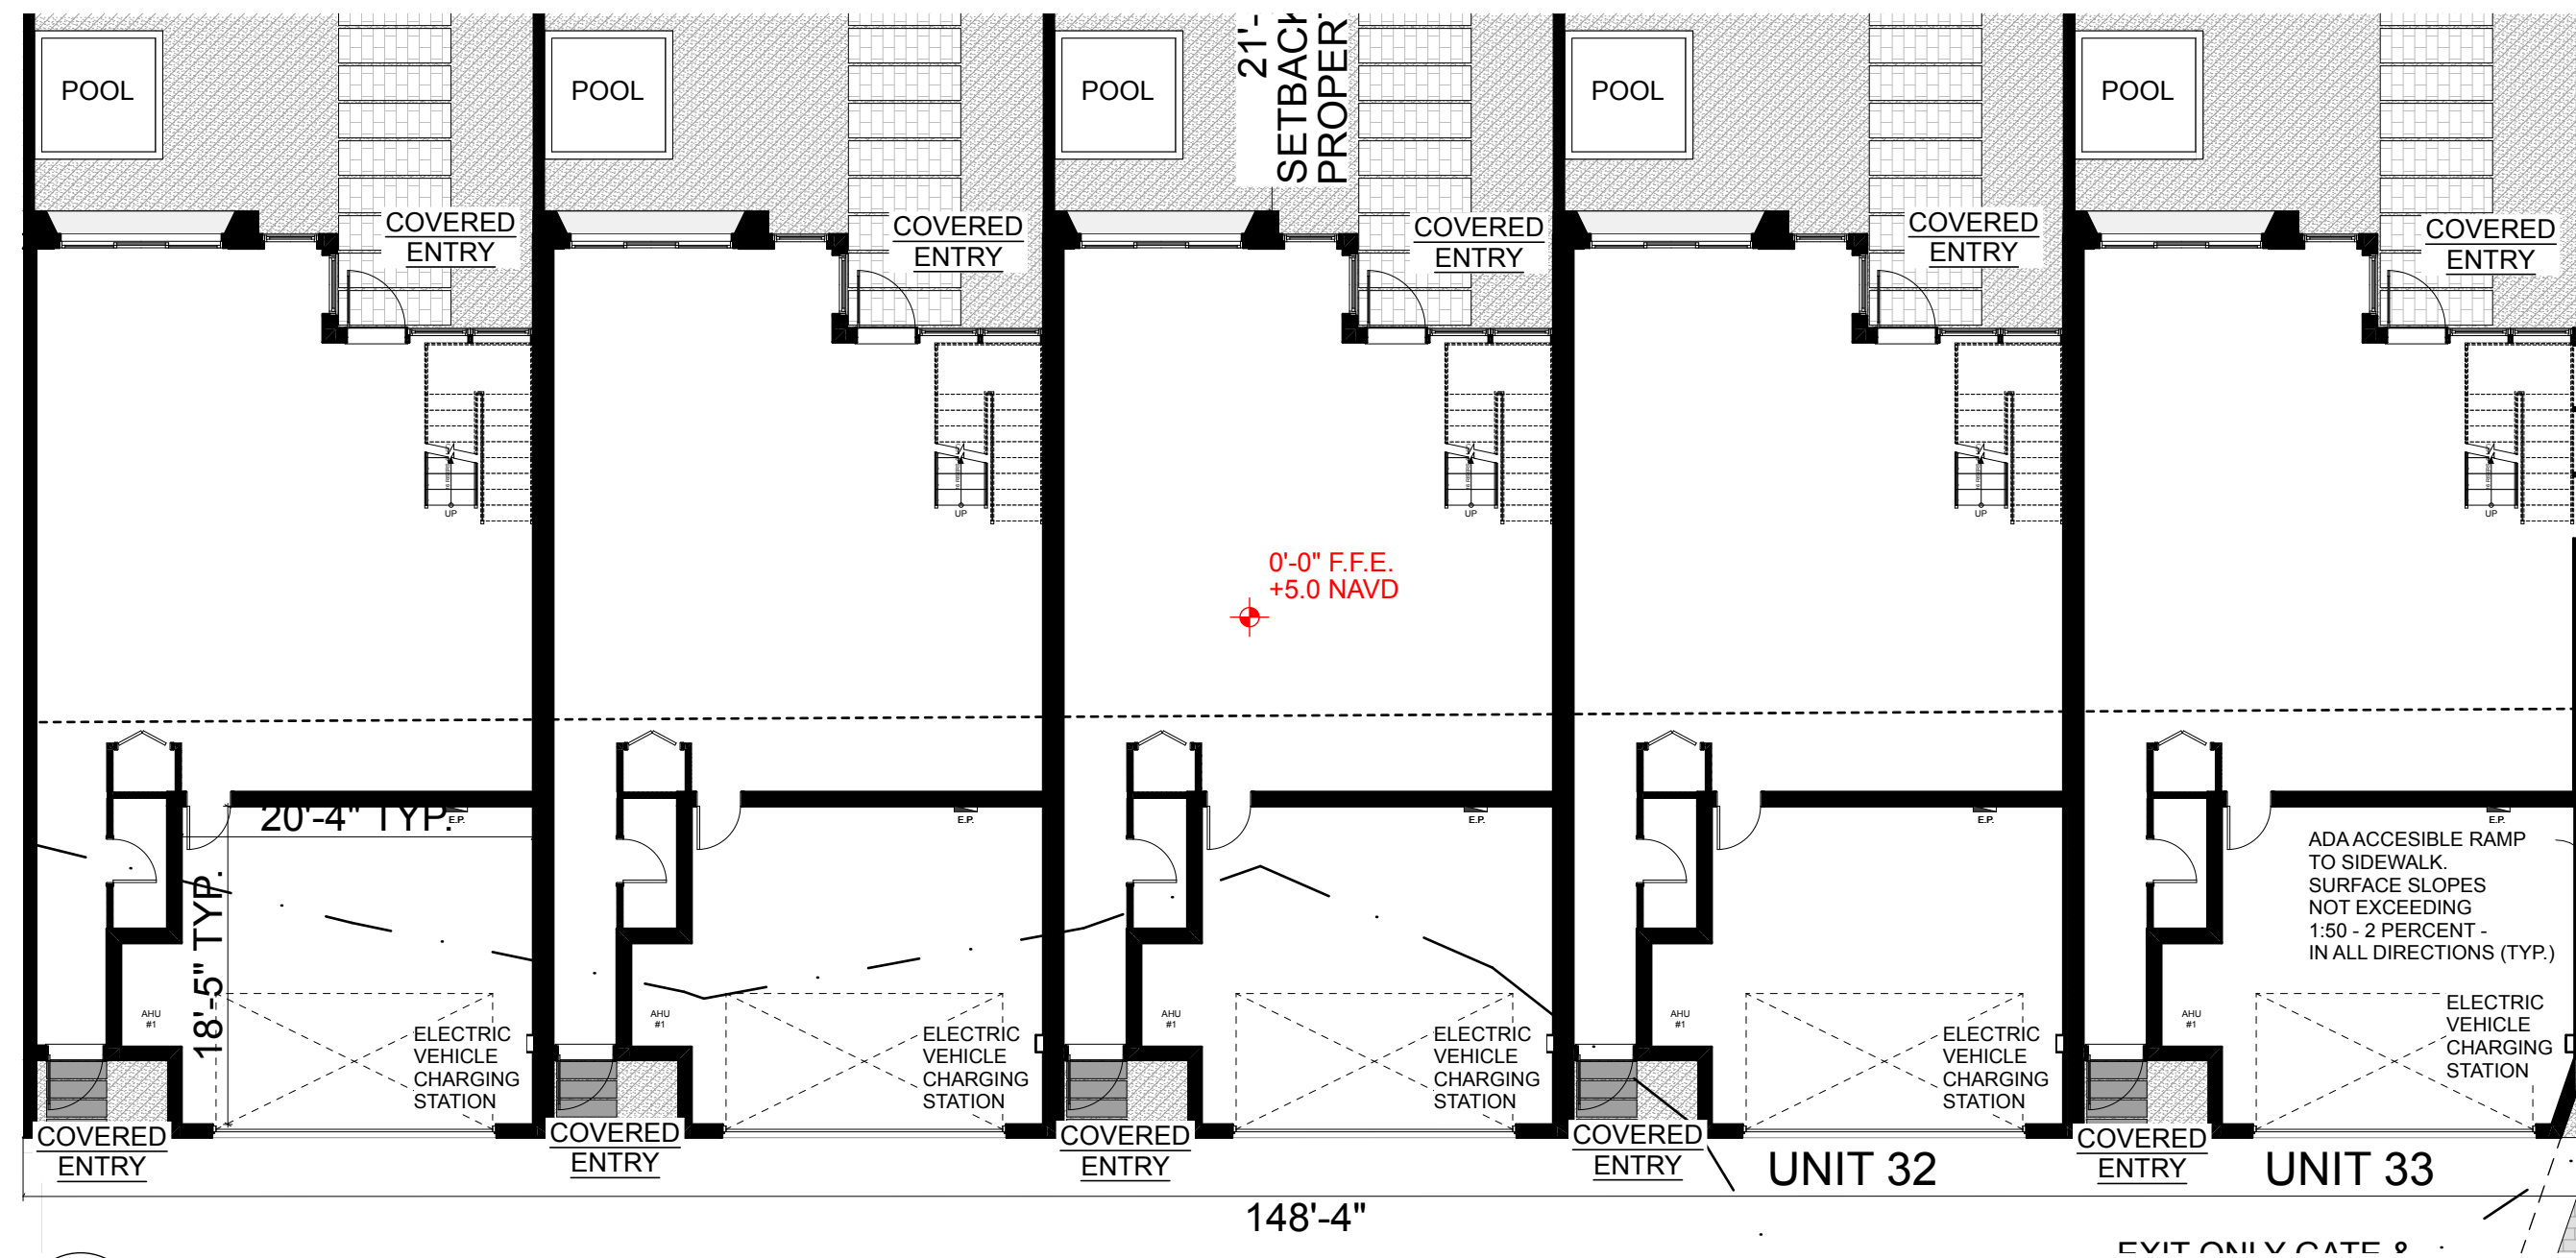 POOL
POOL
POOL
POOL
POOL
21'-
SETBACK
PROPERT
COVERED
ENTRY
COVERED
ENTRY
COVERED
ENTRY
COVERED
ENTRY
COVERED
ENTRY
UP
UP
UP
UP
UP
0'-0" F.F.E.
+5.0 NAVD
20'-4" TYP.
18'-5" TYP.
E.P.
E.P.
E.P.
E.P.
E.P.
ADA ACCESIBLE RAMP
TO SIDEWALK.
SURFACE SLOPES
NOT EXCEEDING
1:50 - 2 PERCENT -
IN ALL DIRECTIONS (TYP.)
AHU
#1
ELECTRIC
VEHICLE
CHARGING
STATION
AHU
#1
ELECTRIC
VEHICLE
CHARGING
STATION
AHU
#1
ELECTRIC
VEHICLE
CHARGING
STATION
AHU
#1
ELECTRIC
VEHICLE
CHARGING
STATION
AHU
#1
ELECTRIC
VEHICLE
CHARGING
STATION
COVERED
ENTRY
COVERED
ENTRY
COVERED
ENTRY
COVERED
ENTRY
UNIT 32
COVERED
ENTRY
UNIT 33
148'-4"
EXIT ONLY GATE &